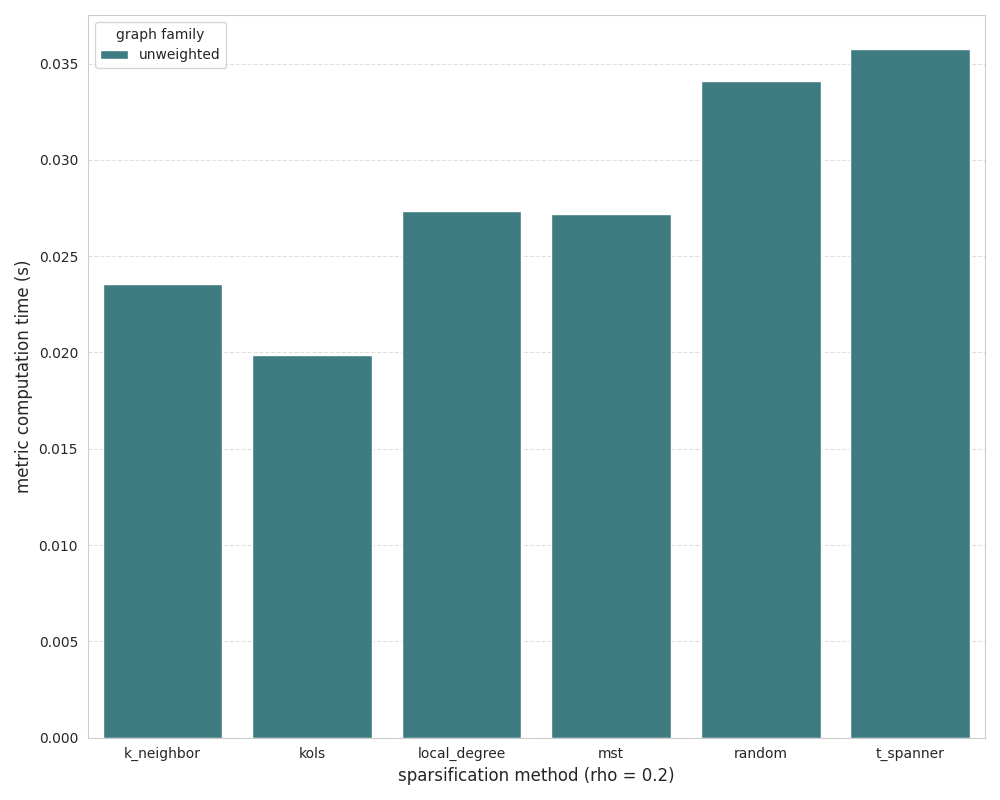 graph family
unweighted
metric computation time (s)
0.035
0.030
0.025
0.020
0.015
0.010
0.005
0.000
k_neighbor kols local_degree mst random t_spanner
sparsification method (rho = 0.2)